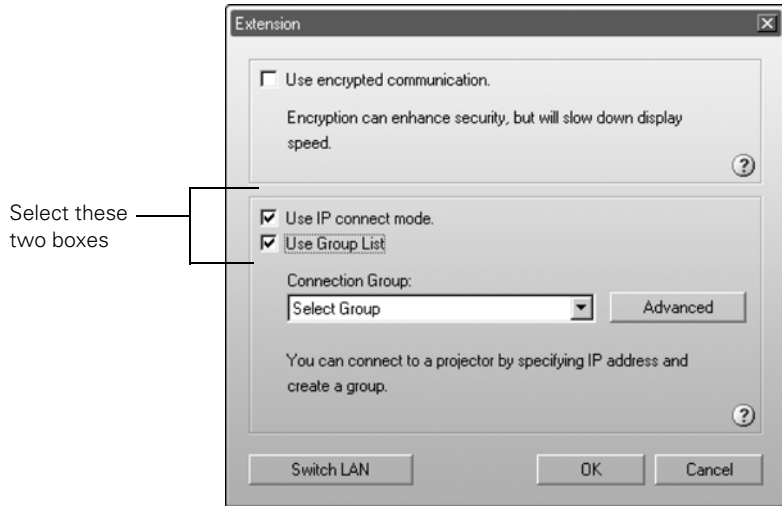 Extension
Use encrypted communication.
Encryption can enhance security, but will slow down display
speed.
?
Select these
two boxes
Use IP connect mode.
Use Group List
Connection Group:
Select Group
Advanced
You can connect to a projector by specifying IP address and
create a group.
?
Switch LAN
OK
Cancel